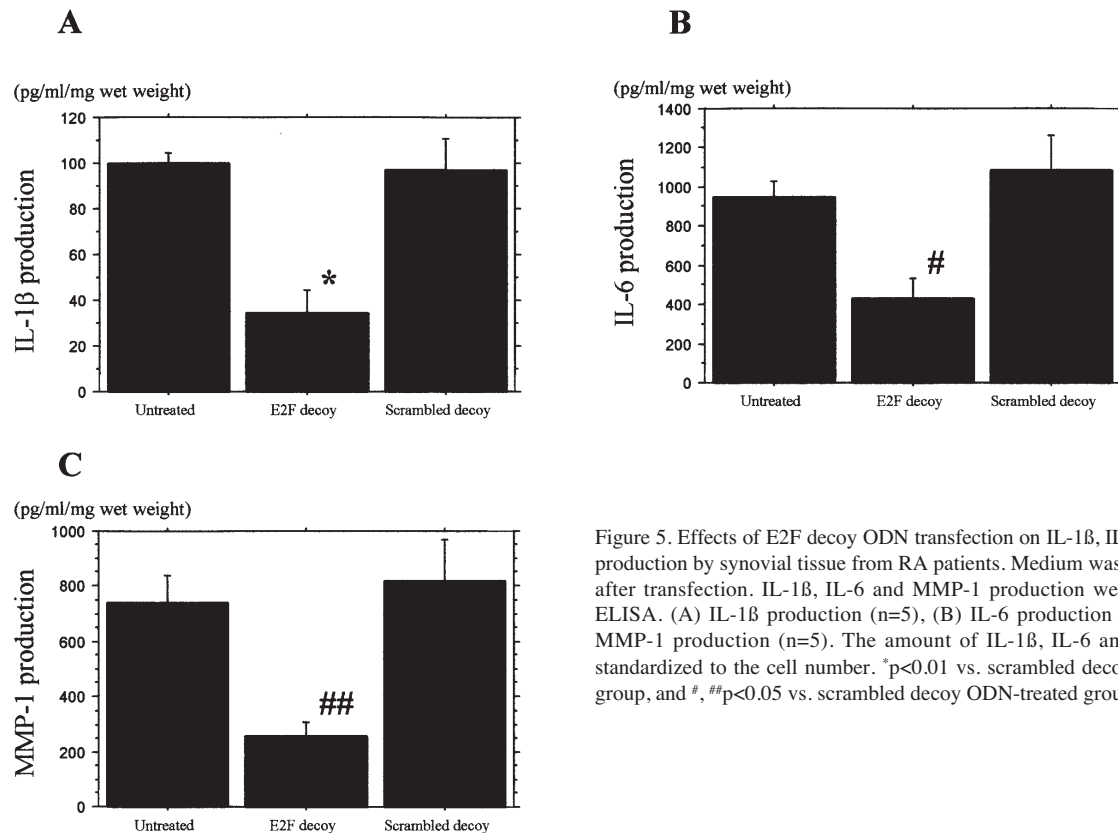 A
(pg/ml/mg wet weight)
IL-1β production
120
100
80
60
40
20
0
*
Untreated E2F decoy Scrambled decoy
B
(pg/ml/mg wet weight)
IL-6 production
1400
1200
1000
800
600
400
200
0
#
Untreated E2F decoy Scrambled decoy
C
(pg/ml/mg wet weight)
MMP-1 production
1000
800
600
400
200
0
##
Untreated E2F decoy Scrambled decoy
Figure 5. Effects of E2F decoy ODN transfection on IL-1ß,
production by synovial tissue from RA patients. Medium was
after transfection. IL-1ß, IL-6 and MMP-1 production
ELISA. (A) IL-1ß production (n=5), (B) IL-6 production
MMP-1 production (n=5). The amount of IL-1ß, IL-6
standardized to the cell number. *p<0.01 vs. scrambled
group, and #, ##p<0.05 vs. scrambled decoy ODN-treated